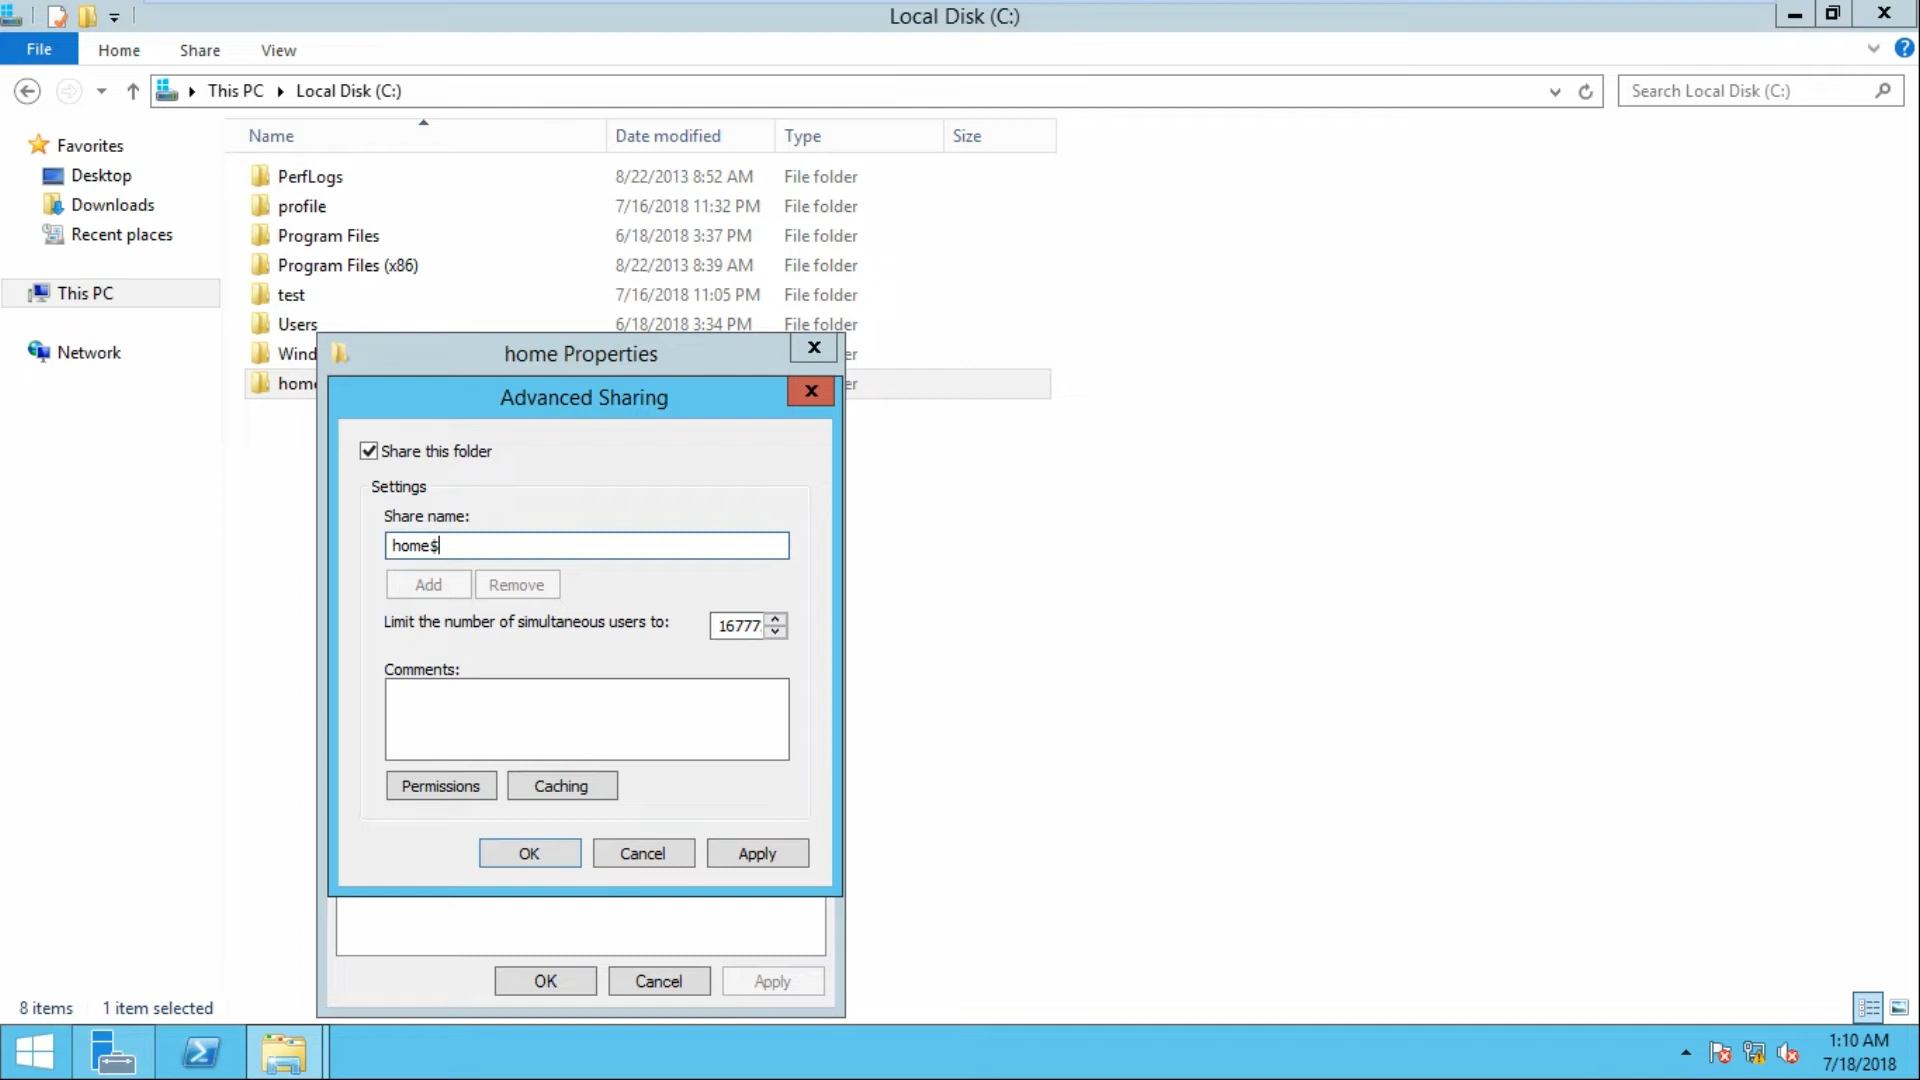 Local Disk (C:)
File Home Share View
This PC Local Disk (C:)
Search Local Disk (C:)
Favorites
Desktop
Downloads
Recent places
This PC
Network
Name Date modified Type Size
PerfLogs 8/22/2013 8:52 AM File folder
profile 7/16/2018 11:32 PM File folder
Program Files 6/18/2018 3:37 PM File folder
Program Files (x86) 8/22/2013 8:39 AM File folder
test 7/16/2018 11:05 PM File folder
Users 6/18/2018 3:34 PM File folder
Wind er
home er
home Properties
Advanced Sharing
Share this folder
Settings
Share name:
home$
Add Remove
Limit the number of simultaneous users to: 16777
Comments:
Permissions Caching
OK Cancel Apply
OK Cancel Apply
8 items 1 item selected
1:10 AM
7/18/2018